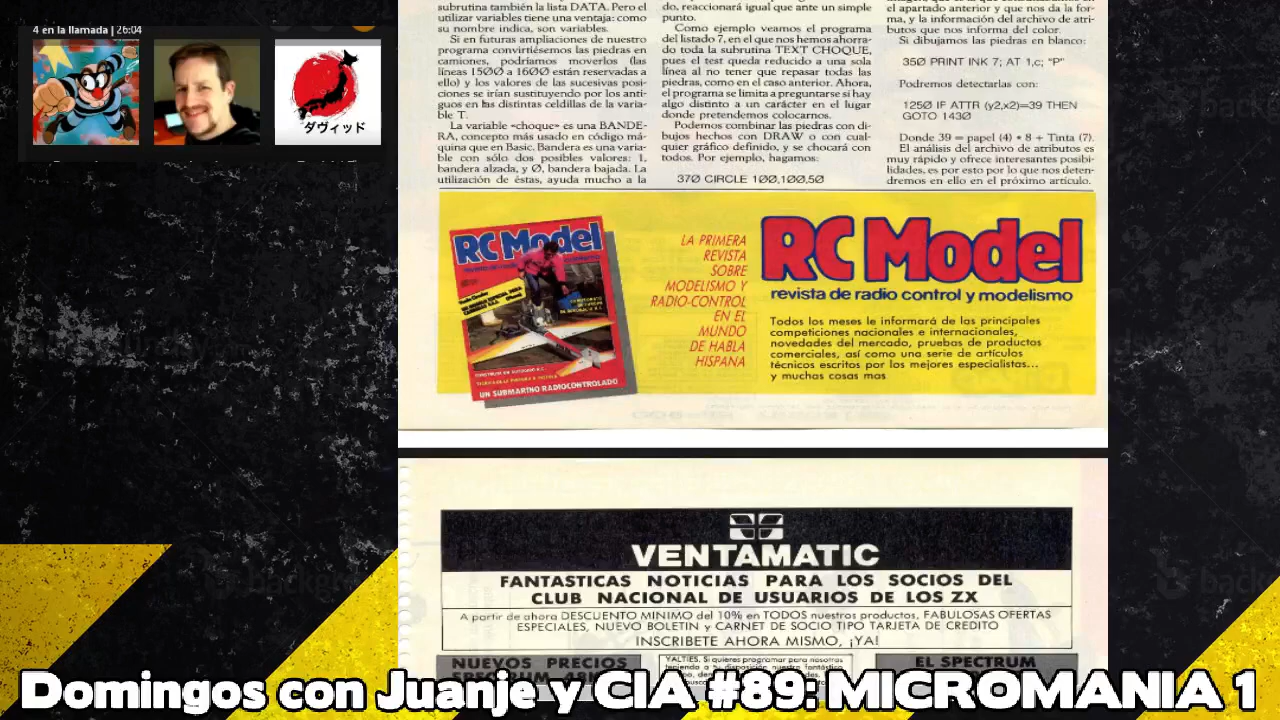 4 en la llamada | 26:04
ダヴィッド
subrutina también la lista DATA. Pero el
utilizar variables tiene una ventaja: como
su nombre indica, son variables.
Si en futuras ampliaciones de nuestro
programa convirtiésemos las piedras en
camiones, podríamos moverlos (las
líneas 15ØØ a 16ØØ están reservadas a
ello) y los valores de las sucesivas posi-
ciones se irían sustituyendo por los anti-
guos en las distintas celdillas de la varia-
ble T.
La variable «choque» es una BANDE-
RA, concepto más usado en código má-
quina que en Basic. Bandera es una varia-
ble con sólo dos posibles valores: 1,
bandera alzada, y Ø, bandera bajada. La
utilización de éstas, ayuda mucho a la
do, reaccionará igual que ante un simple
punto.
Como ejemplo veamos el programa
del listado 7, en el que nos hemos ahorra-
do toda la subrutina TEXT CHOQUE,
pues el test queda reducido a una sola
línea al no tener que repasar todas las
piedras, como en el caso anterior. Ahora,
el programa se limita a preguntarse si hay
algo distinto a un carácter en el lugar
donde pretendemos colocarnos.
Podemos combinar las piedras con di-
bujos hechos con DRAW o con cual-
quier gráfico definido, y se chocará con
todos. Por ejemplo, hagamos:
37Ø CIRCLE 1ØØ,1ØØ,5Ø
el apartado anterior y que nos da la for-
ma, y la información del archivo de atri-
butos que nos informa del color.
Si dibujamos las piedras en blanco:
35Ø PRINT INK 7; AT 1,c; "P"
Podremos detectarlas con:
125Ø IF ATTR (y2,x2)=39 THEN
GOTO 143Ø
Donde 39 = papel (4) * 8 + Tinta (7).
El análisis del archivo de atributos es
muy rápido y ofrece interesantes posibi-
lidades, es por esto por lo que nos deten-
dremos en ello en el próximo artículo.
RC Model
UN SUBMARINO RADIOCONTROLADO
LA PRIMERA
REVISTA
SOBRE
MODELISMO Y
RADIO-CONTROL
EN EL
MUNDO
DE HABLA
HISPANA
RC Model
revista de radio control y modelismo
Todos los meses le informará de las principales
competiciones nacionales e internacionales,
novedades del mercado, pruebas de productos
comerciales, así como una serie de artículos
técnicos escritos por los mejores especialistas...
y muchas cosas mas
VENTAMATIC
FANTASTICAS NOTICIAS PARA LOS SOCIOS DEL
CLUB NACIONAL DE USUARIOS DE LOS ZX
A partir de ahora DESCUENTO MINIMO del 10% en TODOS nuestros productos, FABULOSAS OFERTAS
ESPECIALES, NUEVO BOLETIN y CARNET DE SOCIO TIPO TARJETA DE CREDITO
INSCRIBETE AHORA MISMO, ¡YA!
NUEVOS PRECIOS
YALTIES. Si quieres programar para nosotros
EL SPECTRUM
Domingos con Juanje y CIA #89: MICROMANIA 1